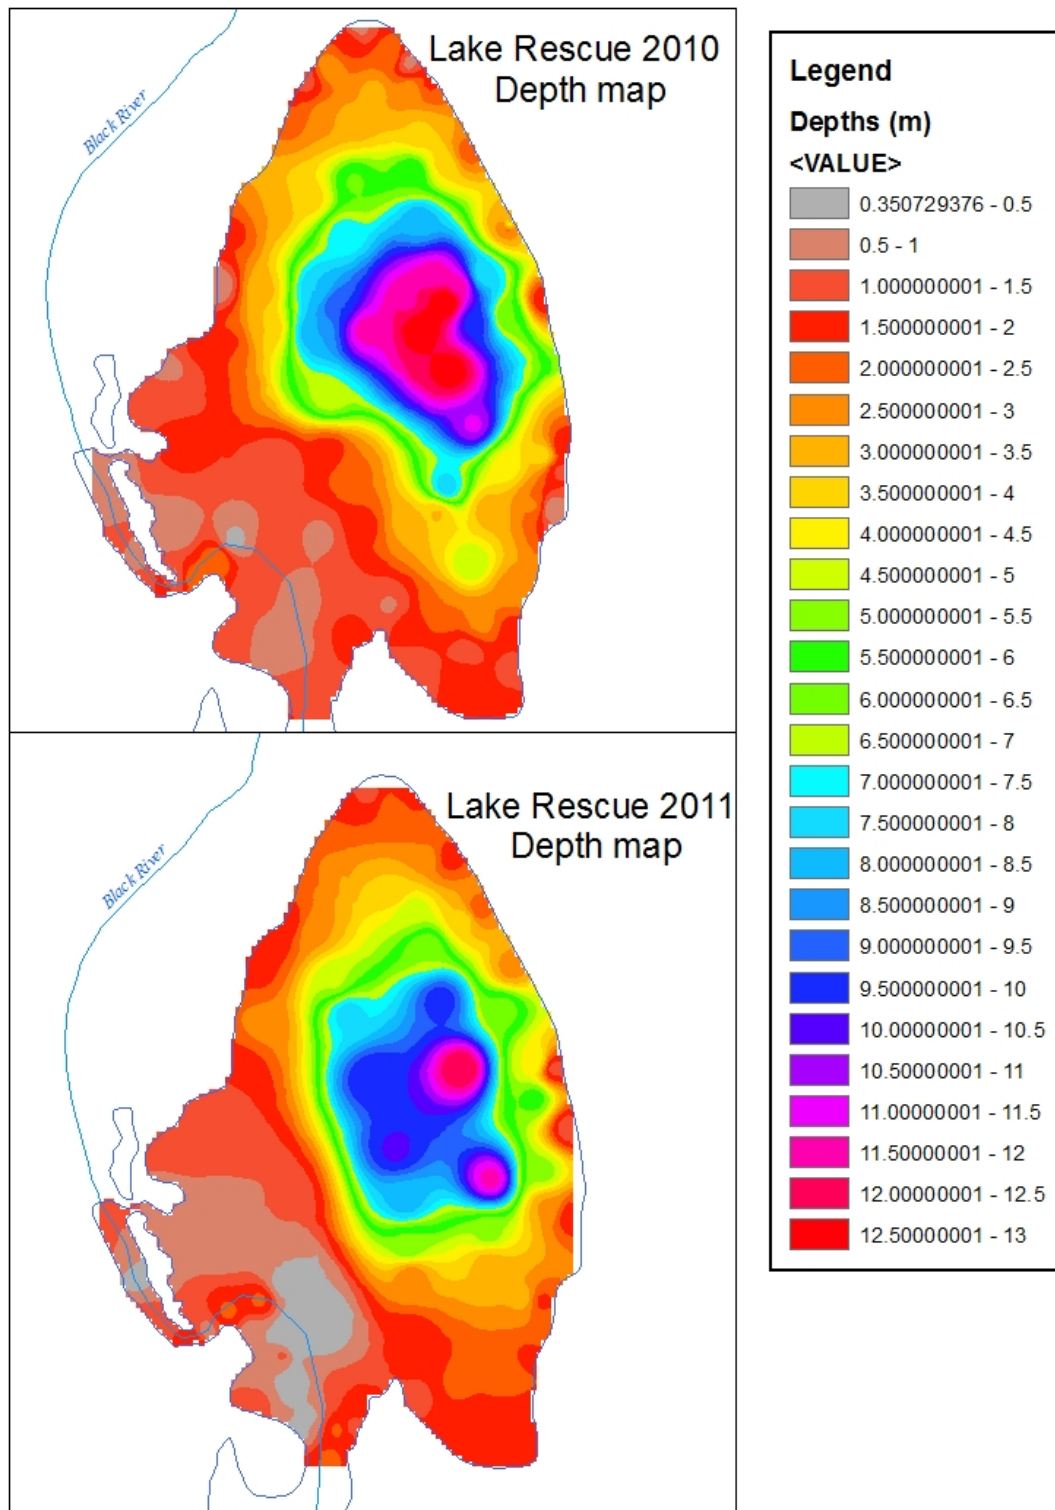 Lake Rescue 2010
Depth map
Black River
Lake Rescue 2011
Depth map
Black River
Legend
Depths (m)
<VALUE>
0.350729376 - 0.5
0.5 - 1
1.000000001 - 1.5
1.500000001 - 2
2.000000001 - 2.5
2.500000001 - 3
3.000000001 - 3.5
3.500000001 - 4
4.000000001 - 4.5
4.500000001 - 5
5.000000001 - 5.5
5.500000001 - 6
6.000000001 - 6.5
6.500000001 - 7
7.000000001 - 7.5
7.500000001 - 8
8.000000001 - 8.5
8.500000001 - 9
9.000000001 - 9.5
9.500000001 - 10
10.00000001 - 10.5
10.50000001 - 11
11.00000001 - 11.5
11.50000001 - 12
12.00000001 - 12.5
12.50000001 - 13